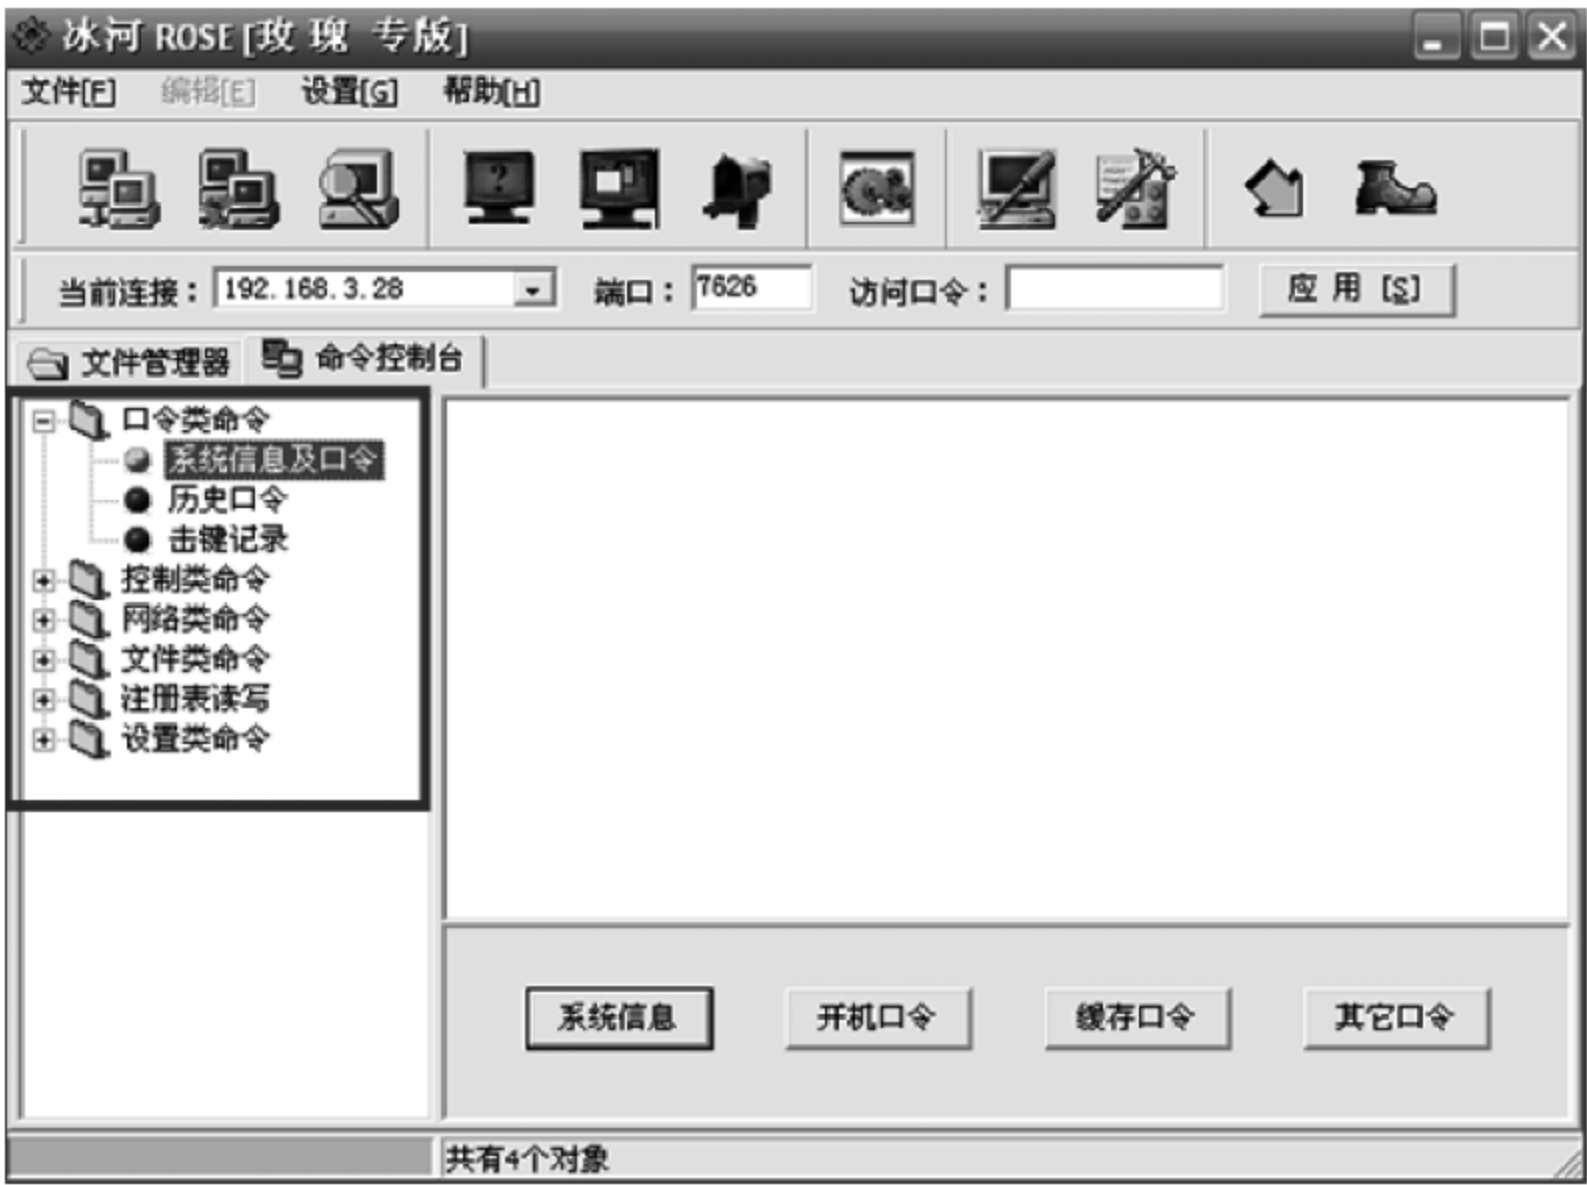 冰河 ROSE [玫 瑰 专版]
文件[F] 编辑[E] 设置[G] 帮助[H]
当前连接： 192.168.3.28 端口： 7626 访问口令： 应 用 [S]
文件管理器 命令控制台
口令类命令
系统信息及口令
历史口令
击键记录
控制类命令
网络类命令
文件类命令
注册表读写
设置类命令
系统信息 开机口令 缓存口令 其它口令
共有4个对象